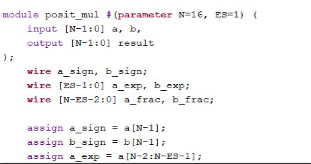 module posit_mul #(parameter N=16, ES=1) (
input [N-1:0] a, b,
output [N-1:0] result
);
wire a_sign, b_sign;
wire [ES-1:0] a_exp, b_exp;
wire [N-ES-2:0] a_frac, b_frac;
assign a_sign = a[N-1];
assign b_sign = b[N-1];
assign a_exp = a[N-2:N-ES-1];